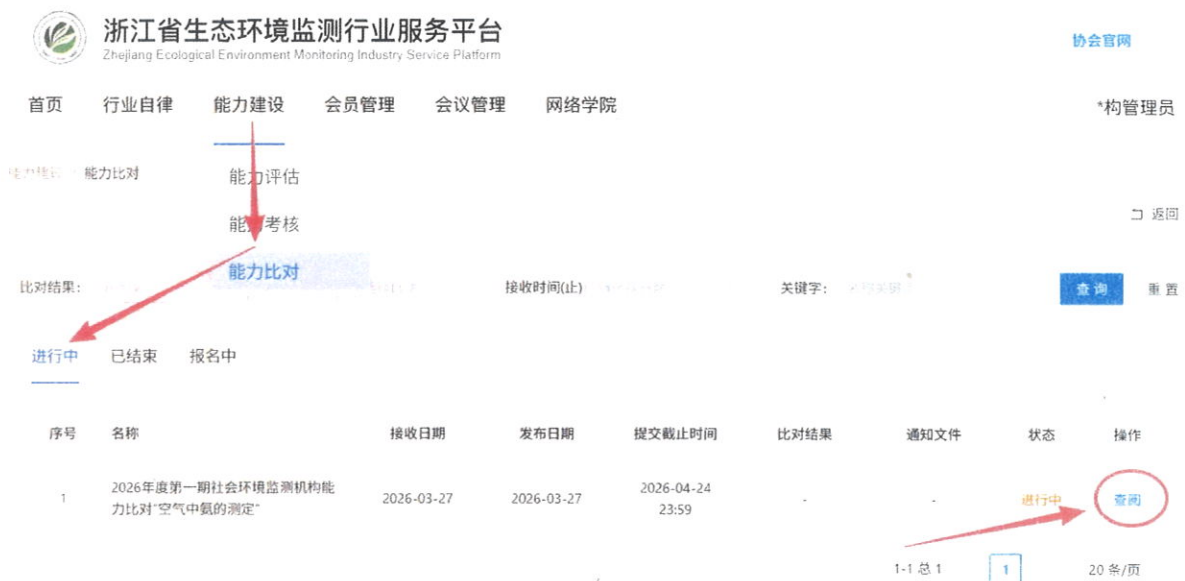 浙江省生态环境监测行业服务平台
Zhejiang Ecological Environment Monitoring Industry Service Platform
协会官网
首页 行业自律 能力建设 会员管理 会议管理 网络学院 *构管理员
能力建设 能力比对
能力评估
能力考核
返回
能力比对
比对结果: 接收时间(止) 关键字: 查询 重置
进行中 已结束 报名中
序号 名称 接收日期 发布日期 提交截止时间 比对结果 通知文件 状态 操作
1 2026年度第一期社会环境监测机构能 2026-03-27 2026-03-27 2026-04-24 - - 进行中 查阅
力比对"空气中氨的测定" 23:59
1-1 总 1 1 20 条/页